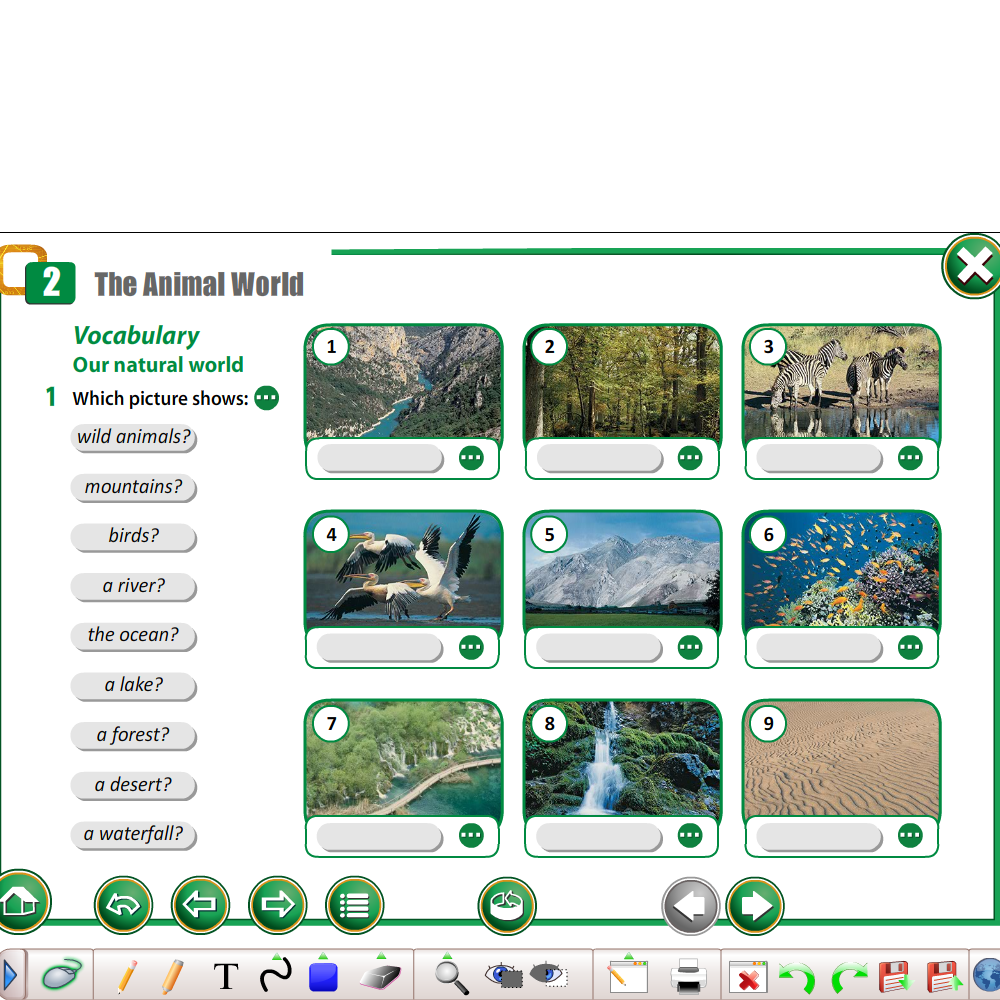 2 The Animal World
Vocabulary
Our natural world
1 Which picture shows:
wild animals?
mountains?
birds?
a river?
the ocean?
a lake?
a forest?
a desert?
a waterfall?
1
2
3
4
5
6
7
8
9
T